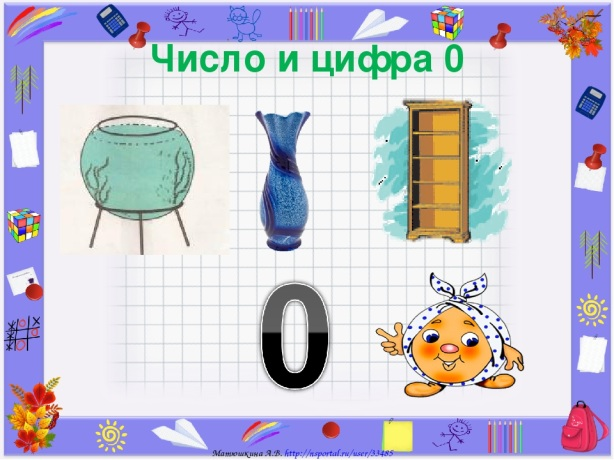 Число и цифра 0
0
Матюшкина А.В. http://nsportal.ru/user/33485